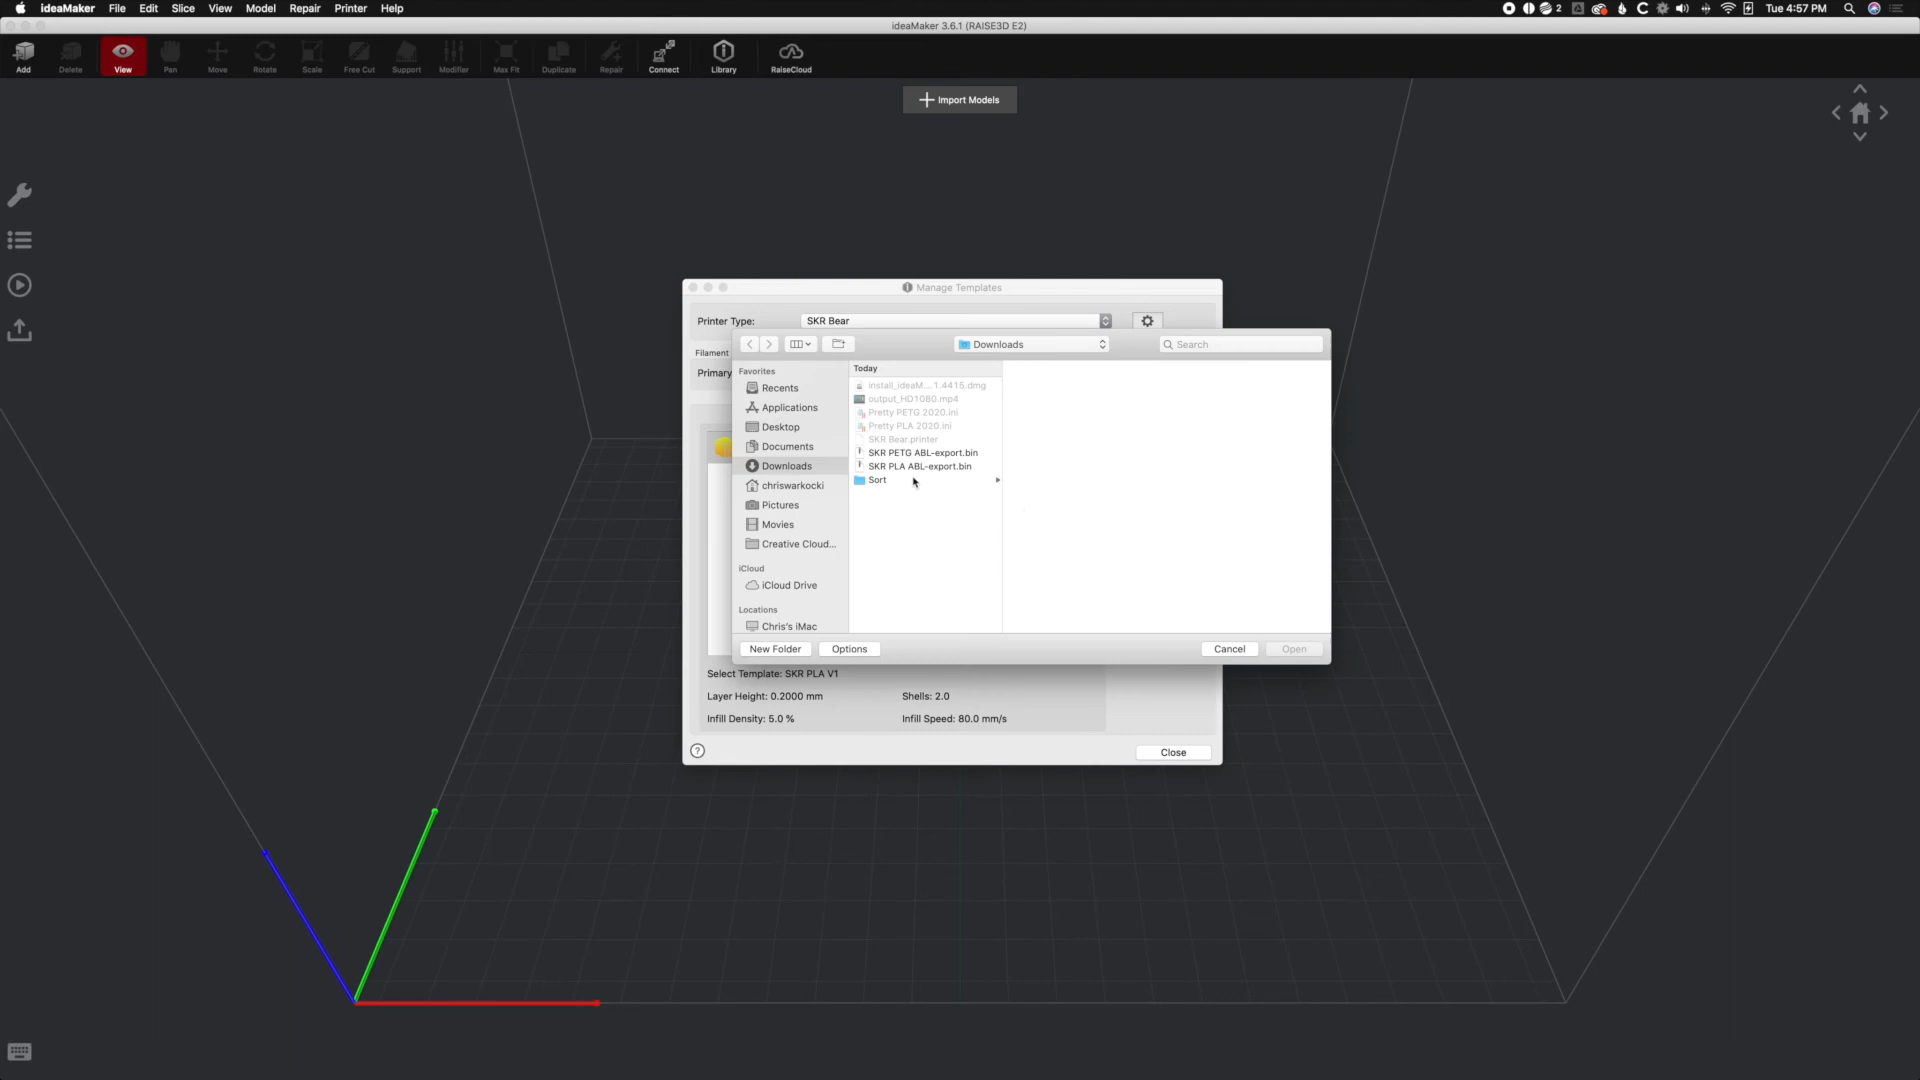 ideaMaker File Edit Slice View Model Repair Printer Help
2
Tue 4:57 PM
ideaMaker 3.6.1 (RAISE3D E2)
Add Delete View Pan Move Rotate Scale Free Cut Support Modifier Max Fit Duplicate Repair Connect Library RaiseCloud
Import Models
Manage Templates
Printer Type: SKR Bear
Downloads
Search
Filament
Primary
Favorites
Recents
Applications
Desktop
Documents
Downloads
chriswarkocki
Pictures
Movies
Creative Cloud...
iCloud
iCloud Drive
Locations
Chris's iMac
Today
install_ideaM... 1.4415.dmg
output_HD1080.mp4
Pretty PETG 2020.ini
Pretty PLA 2020.ini
SKR Bear.printer
SKR PETG ABL-export.bin
SKR PLA ABL-export.bin
Sort
New Folder Options Cancel Open
Select Template: SKR PLA V1
Layer Height: 0.2000 mm Shells: 2.0
Infill Density: 5.0 % Infill Speed: 80.0 mm/s
? Close